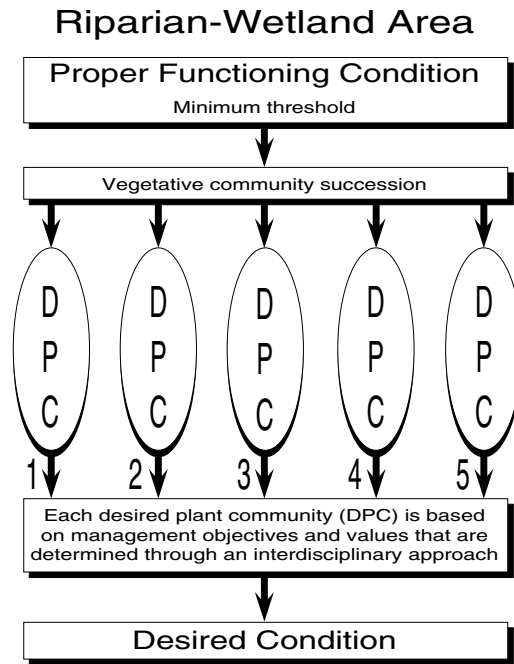 Riparian-Wetland Area
Proper Functioning Condition
Minimum threshold
Vegetative community succession
D D D D D
P P P P P
C C C C C
1 2 3 4 5
Each desired plant community (DPC) is based
on management objectives and values that are
determined through an interdisciplinary approach
Desired Condition